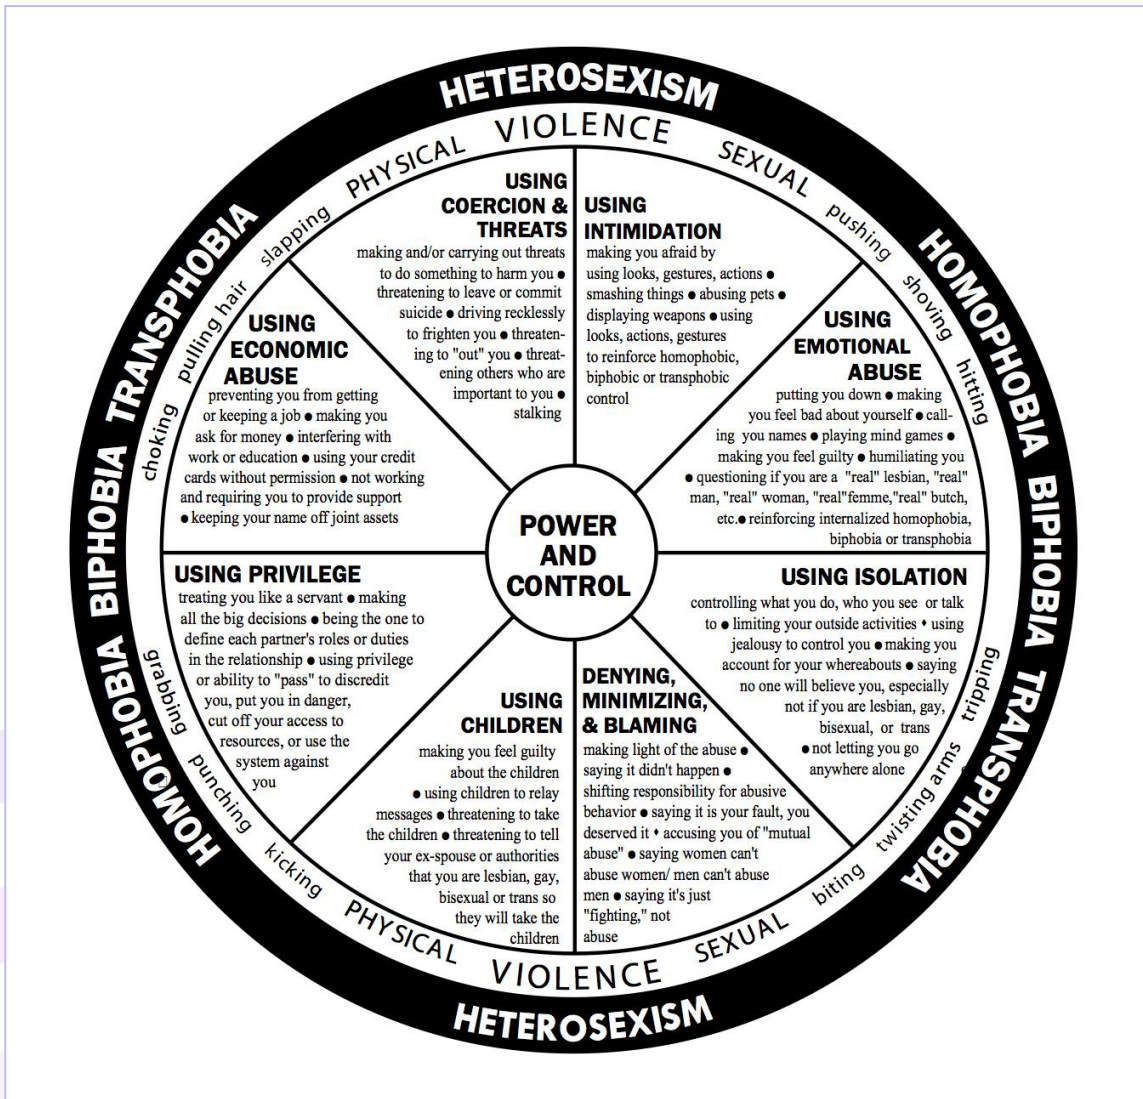 HETEROSEXISM
HOMOPHOBIA BIPHOBIA TRANSPHOBIA
HETEROSEXISM
HOMOPHOBIA BIPHOBIA TRANSPHOBIA
PHYSICAL VIOLENCE SEXUAL
pushing shoving hitting
tripping twisting arms biting
PHYSICAL VIOLENCE SEXUAL
kicking punching grabbing
choking pulling hair slapping
POWER
AND
CONTROL
USING
COERCION &
THREATS
making and/or carrying out threats
to do something to harm you ●
threatening to leave or commit
suicide ● driving recklessly
to frighten you ● threaten-
ing to "out" you ● threat-
ening others who are
important to you ●
stalking
USING
INTIMIDATION
making you afraid by
using looks, gestures, actions ●
smashing things ● abusing pets ●
displaying weapons ● using
looks, actions, gestures
to reinforce homophobic,
biphobic or transphobic
control
USING
EMOTIONAL
ABUSE
putting you down ● making
you feel bad about yourself ● call-
ing you names ● playing mind games ●
making you feel guilty ● humiliating you
● questioning if you are a "real" lesbian, "real"
man, "real" woman, "real"femme,"real" butch,
etc.● reinforcing internalized homophobia,
biphobia or transphobia
USING ISOLATION
controlling what you do, who you see or talk
to ● limiting your outside activities ♦ using
jealousy to control you ● making you
account for your whereabouts ● saying
no one will believe you, especially
not if you are lesbian, gay,
bisexual, or trans
● not letting you go
anywhere alone
DENYING,
MINIMIZING,
& BLAMING
making light of the abuse ●
saying it didn't happen ●
shifting responsibility for abusive
behavior ● saying it is your fault, you
deserved it ♦ accusing you of "mutual
abuse" ● saying women can't
abuse women/ men can't abuse
men ● saying it's just
"fighting," not
abuse
USING
CHILDREN
making you feel guilty
about the children
● using children to relay
messages ● threatening to take
the children ● threatening to tell
your ex-spouse or authorities
that you are lesbian, gay,
bisexual or trans so
they will take the
children
USING PRIVILEGE
treating you like a servant ● making
all the big decisions ● being the one to
define each partner's roles or duties
in the relationship ● using privilege
or ability to "pass" to discredit
you, put you in danger,
cut off your access to
resources, or use the
system against
you
USING
ECONOMIC
ABUSE
preventing you from getting
or keeping a job ● making you
ask for money ● interfering with
work or education ● using your credit
cards without permission ● not working
and requiring you to provide support
● keeping your name off joint assets